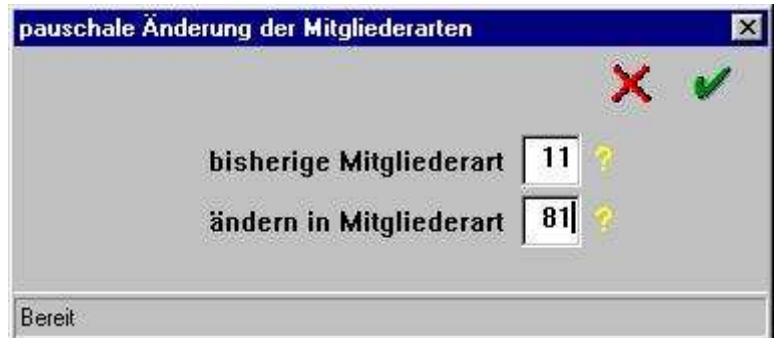 pauschale Änderung der Mitgliederarten
bisherige Mitgliederart 11 ?
ändern in Mitgliederart 81 ?
Bereit